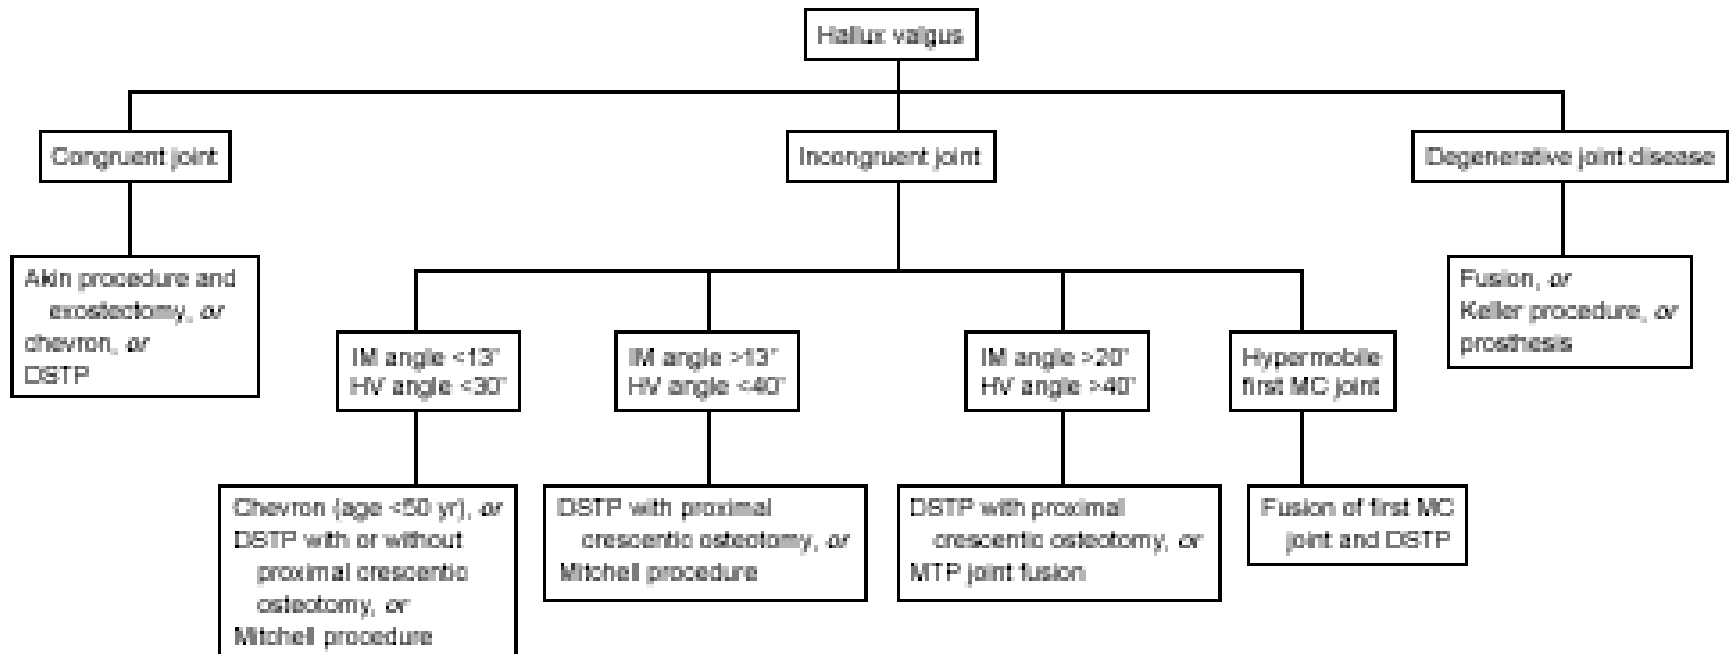 Hallux valgus
Congruent joint
Incongruent joint
Degenerative joint disease
Akin procedure and
exostectomy, or
chevron, or
DSTP
Fusion, or
Keller procedure, or
prosthesis
IM angle <13°
HV angle <30°
IM angle >13°
HV angle <40°
IM angle >20°
HV angle >40°
Hypermobile
first MC joint
Chevron (age <50 yr), or
DSTP with or without
proximal crescentic
osteotomy, or
Mitchell procedure
DSTP with proximal
crescentic osteotomy, or
Mitchell procedure
DSTP with proximal
crescentic osteotomy, or
MTP joint fusion
Fusion of first MC
joint and DSTP